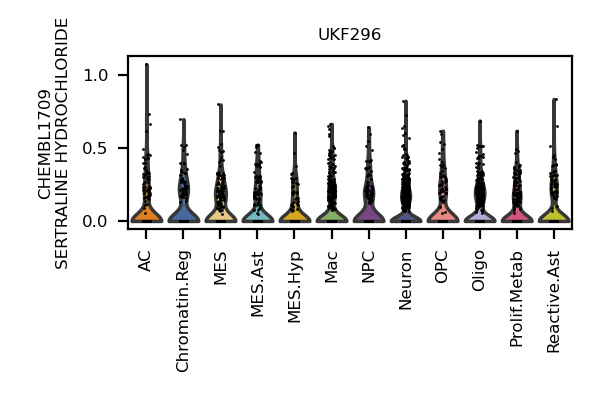 UKF296
CHEMBL1709
SERTRALINE HYDROCHLORIDE
1.0
0.5
0.0
AC
Chromatin.Reg
MES
MES.Ast
MES.Hyp
Mac
NPC
Neuron
OPC
Oligo
Prolif.Metab
Reactive.Ast